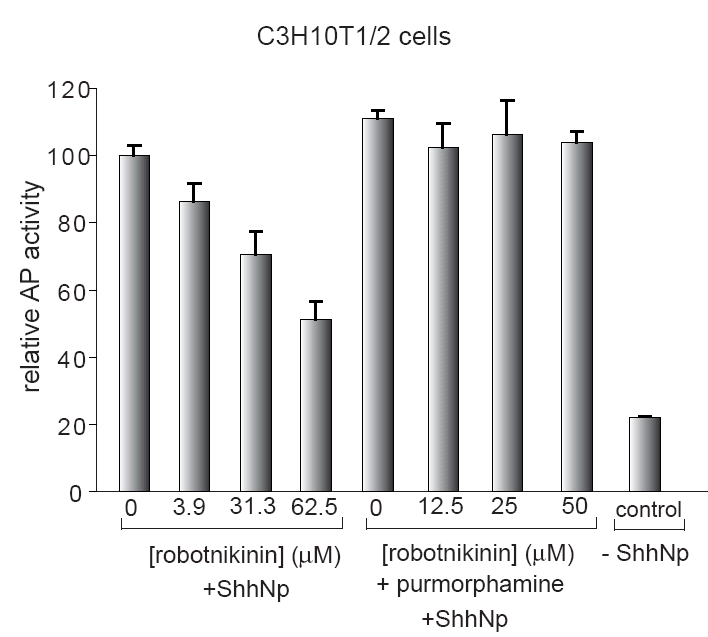 C3H10T1/2 cells
relative AP activity
120
100
80
60
40
20
0
0 3.9 31.3 62.5 0 12.5 25 50 control
[robotnikinin] (μM) [robotnikinin] (μM) - ShhNp
+ShhNp + purmorphamine
+ShhNp